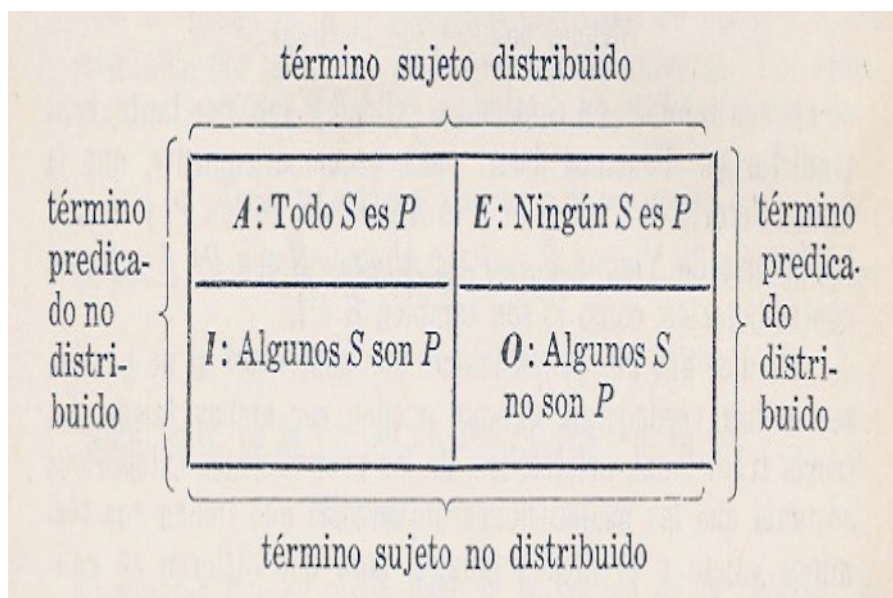 término sujeto distribuido
término
predica-
do no
distri-
buido
A: Todo S es P
E: Ningún S es P
I: Algunos S son P
O: Algunos S
no son P
término
predica-
do
distri-
buido
término sujeto no distribuido